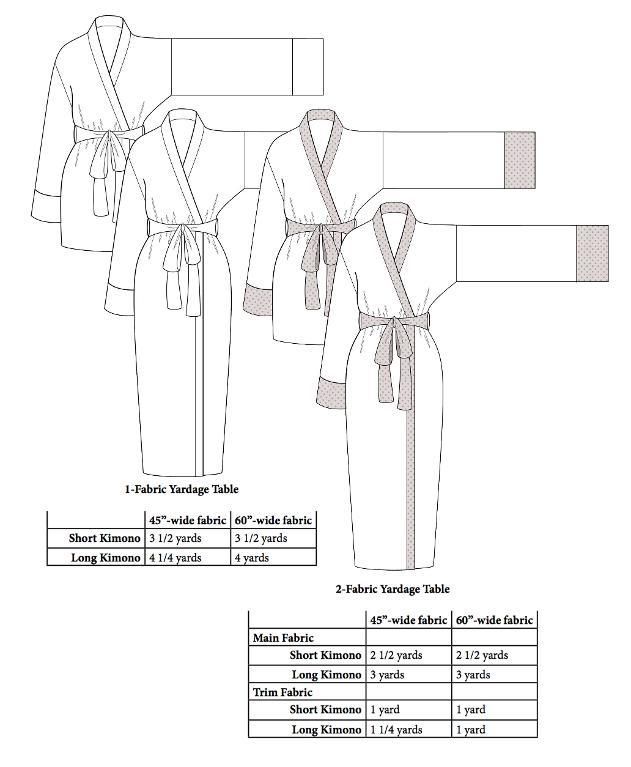 1-Fabric Yardage Table
45”-wide fabric 60”-wide fabric
Short Kimono 3 1/2 yards 3 1/2 yards
Long Kimono 4 1/4 yards 4 yards
2-Fabric Yardage Table
45”-wide fabric 60”-wide fabric
Main Fabric
Short Kimono 2 1/2 yards 2 1/2 yards
Long Kimono 3 yards 3 yards
Trim Fabric
Short Kimono 1 yard 1 yard
Long Kimono 1 1/4 yards 1 yard